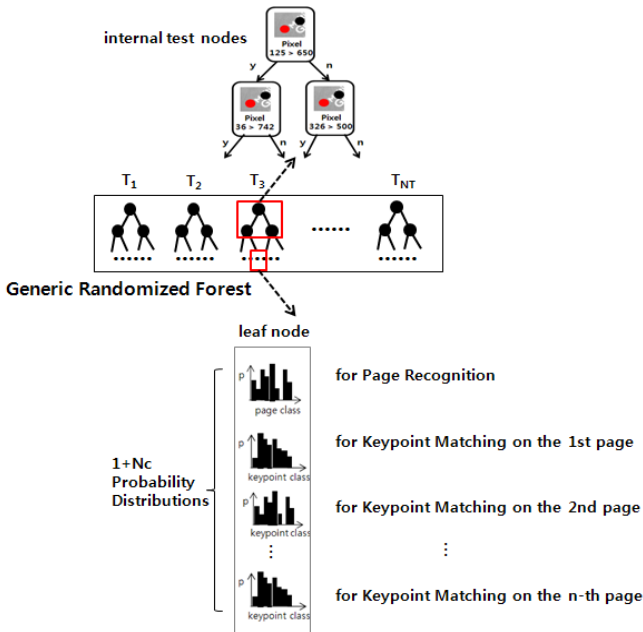 internal test nodes
Pixel
125 > 650
y
n
Pixel
36 > 742
Pixel
326 > 500
y
n
y
n
T1
T2
T3
TNT
......
......
......
......
......
Generic Randomized Forest
leaf node
p
page class
for Page Recognition
p
keypoint class
for Keypoint Matching on the 1st page
1+Nc
Probability
Distributions
p
keypoint class
for Keypoint Matching on the 2nd page
⋮
⋮
p
keypoint class
for Keypoint Matching on the n-th page